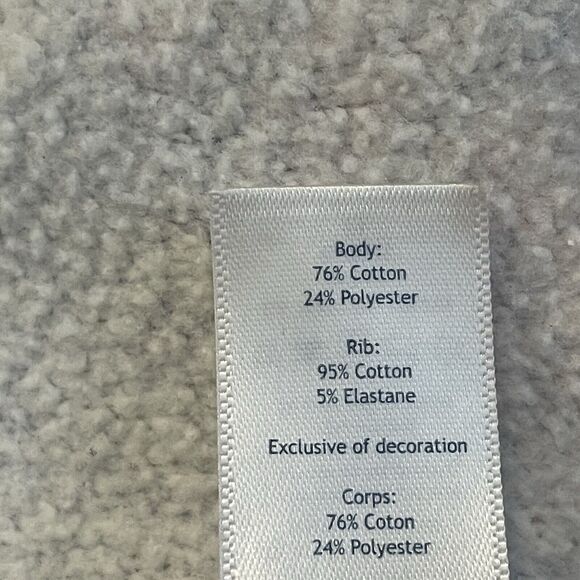 Body:
76% Cotton
24% Polyester
Rib:
95% Cotton
5% Elastane
Exclusive of decoration
Corps:
76% Coton
24% Polyester